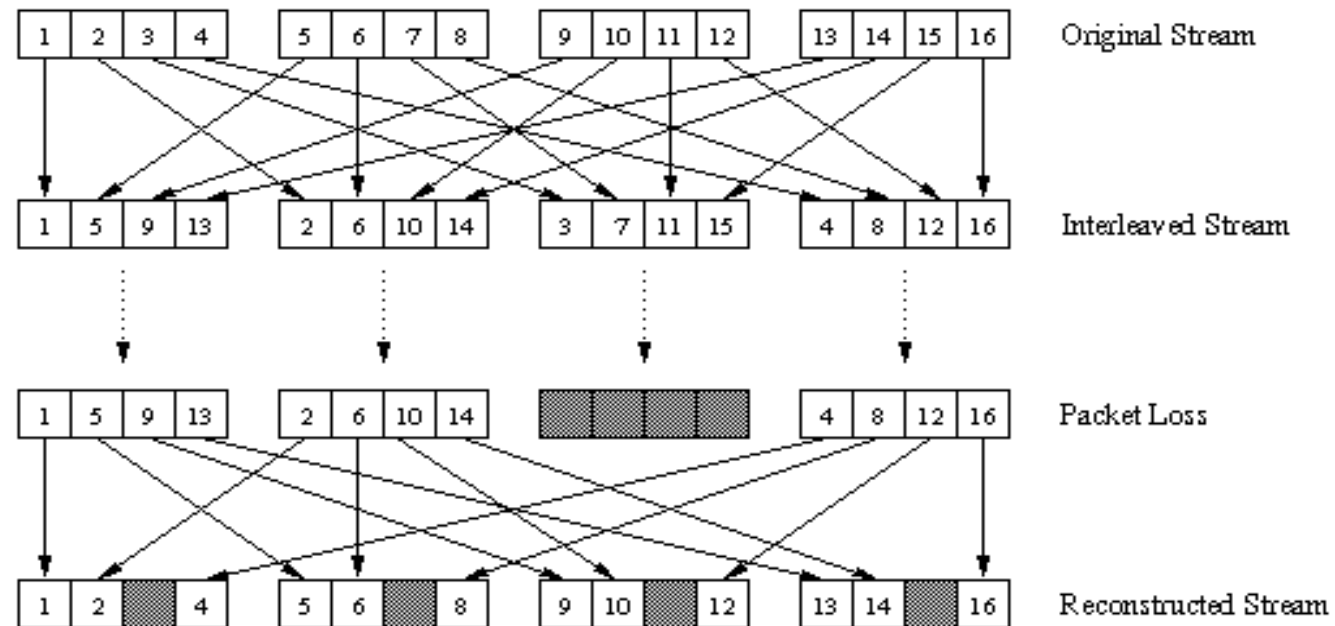 1 2 3 4 5 6 7 8 9 10 11 12 13 14 15 16 Original Stream
1 5 9 13 2 6 10 14 3 7 11 15 4 8 12 16 Interleaved Stream
1 5 9 13 2 6 10 14 4 8 12 16 Packet Loss
1 2 4 5 6 8 9 10 12 13 14 16 Reconstructed Stream